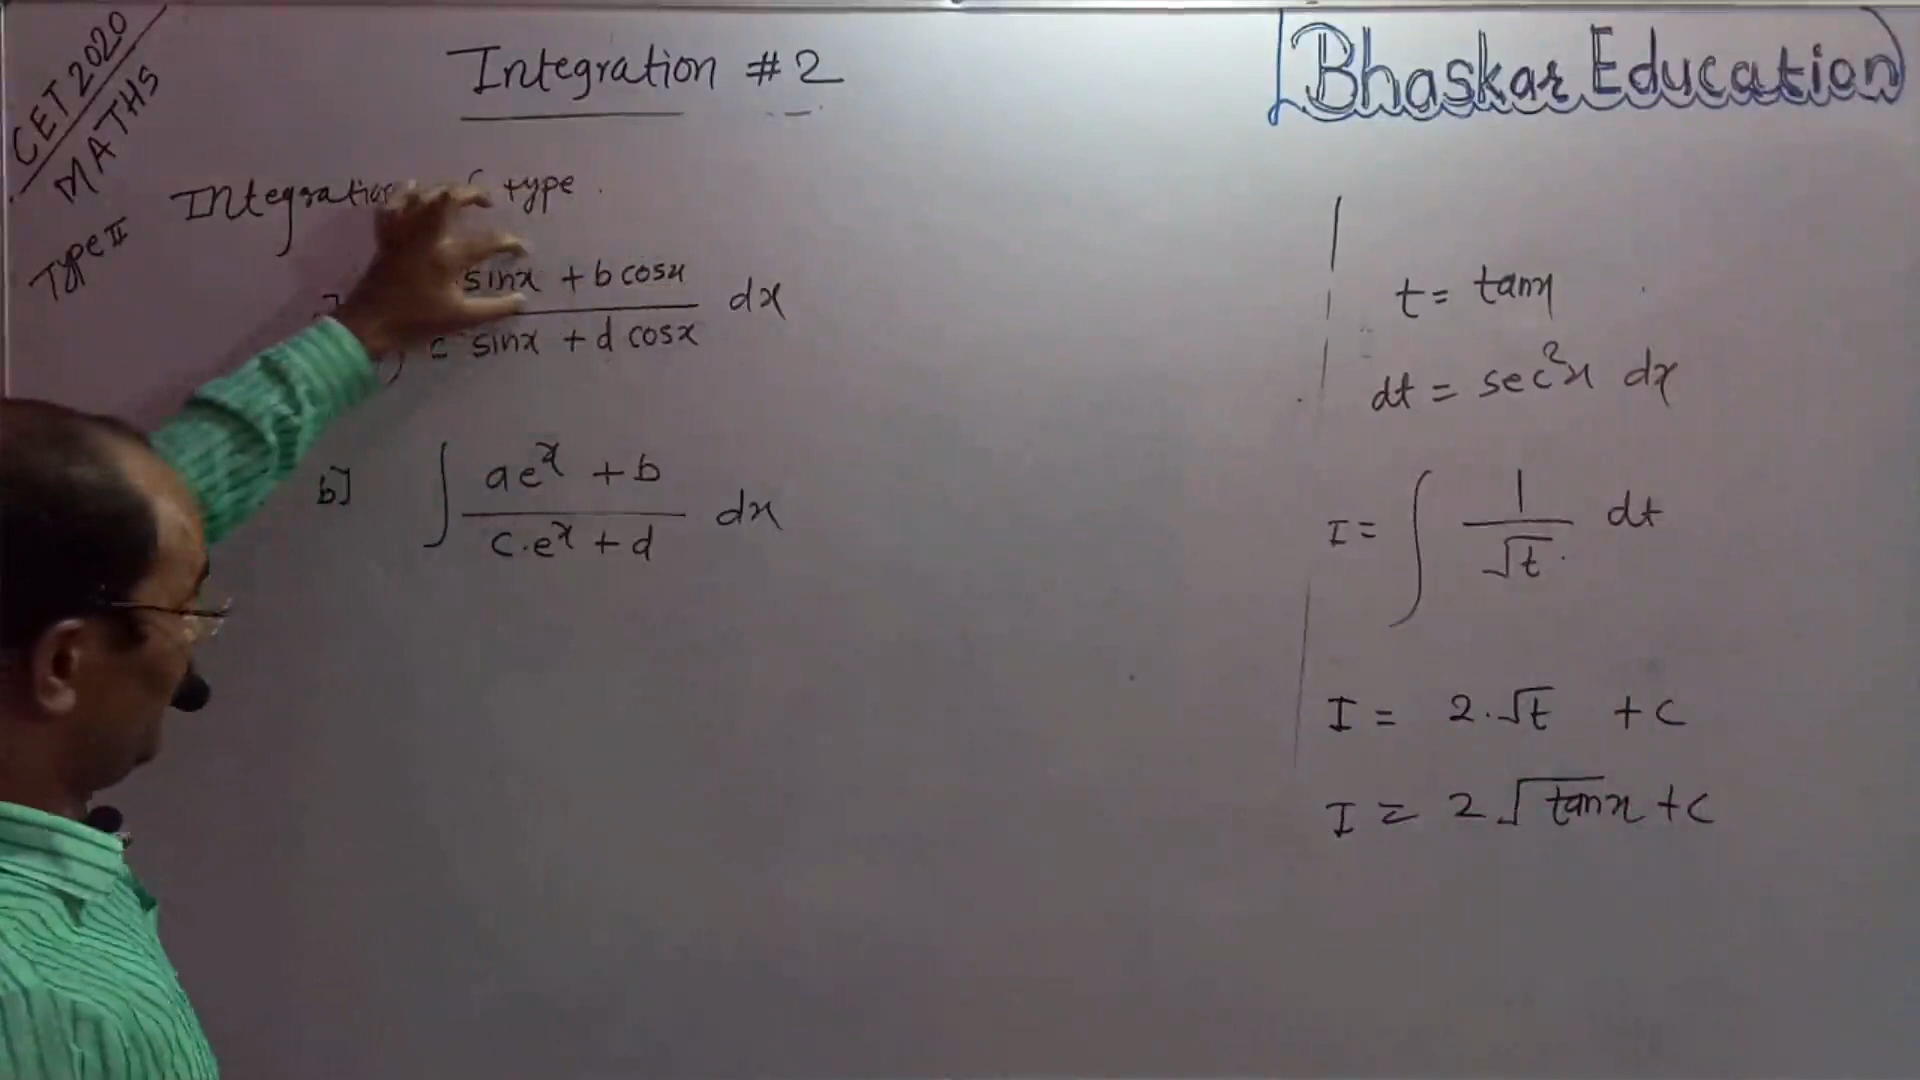 CET 2020
MATHS
Integration #2
Bhaskar Education
Type II Integration type
sinx + b cosx
c sinx + d cosx dx
b] ∫ ae^x + b
c.e^x + d dx
t = tanx
dt = sec²x dx
I = ∫ 1/√t dt
I = 2.√t + c
I = 2√tanx + c